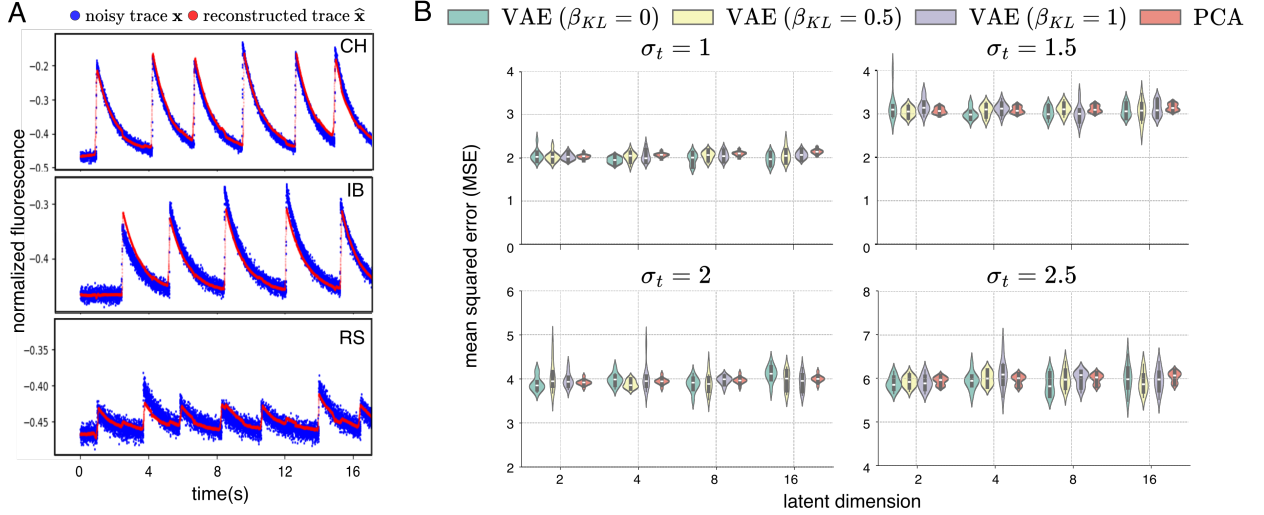 A
noisy trace x
reconstructed trace x̂
CH
−0.2
−0.3
−0.4
−0.5
IB
−0.3
−0.4
RS
−0.35
−0.40
−0.45
0 4 8 12 16
time(s)
normalized fluorescence
B
VAE (β_KL = 0)
VAE (β_KL = 0.5)
VAE (β_KL = 1)
PCA
σ_t = 1
4
3
2
1
0
σ_t = 1.5
4
3
2
1
0
σ_t = 2
6
5
4
3
2
2 4 8 16
σ_t = 2.5
8
7
6
5
4
2 4 8 16
mean squared error (MSE)
latent dimension